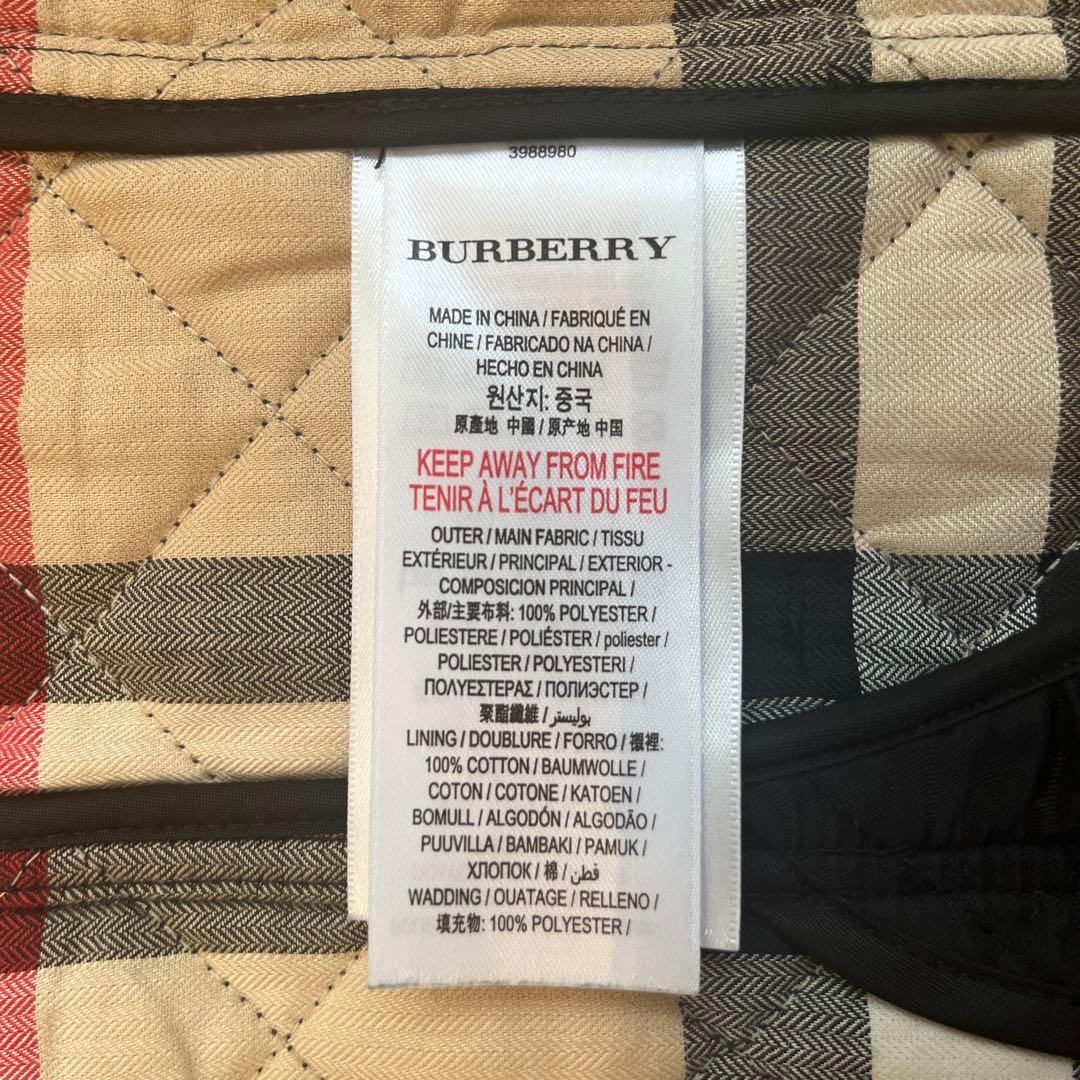 3988980
BURBERRY
MADE IN CHINA / FABRIQUÉ EN
CHINE / FABRICADO NA CHINA /
HECHO EN CHINA
원산지: 중국
原產地 中國 / 原产地 中国
KEEP AWAY FROM FIRE
TENIR À L'ÉCART DU FEU
OUTER / MAIN FABRIC / TISSU
EXTÉRIEUR / PRINCIPAL / EXTERIOR -
COMPOSICION PRINCIPAL /
外部/主要布料: 100% POLYESTER /
POLIESTERE / POLIÉSTER / poliester /
POLIESTER / POLYESTERI /
ΠΟΛΥΕΣΤΕΡΑΣ / ПОЛИЭСТЕР /
聚酯纖維 / بوليستر
LINING / DOUBLURE / FORRO / 襯裡:
100% COTTON / BAUMWOLLE /
COTON / COTONE / KATOEN /
BOMULL / ALGODÓN / ALGODÃO /
PUUVILLA / BAMBAKI / PAMUK /
ХЛОПОК / 棉 / قطن
WADDING / OUATAGE / RELLENO /
填充物: 100% POLYESTER /